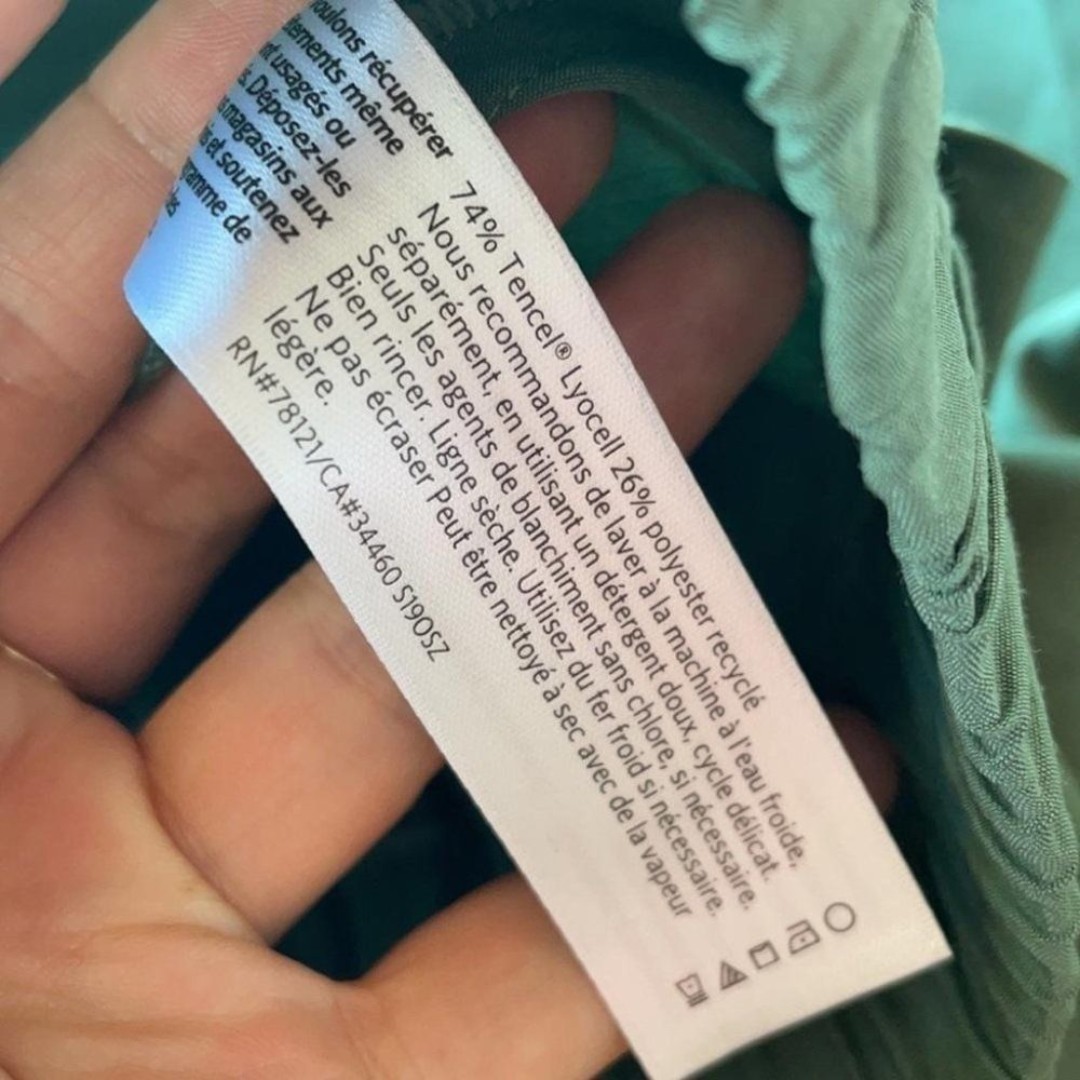 récupérer
même
usagés ou
Déposez-les
magasins aux
et soutenez
de
74% Tencel® Lyocell 26% polyester recyclé
Nous recommandons de laver à la machine à l'eau froide,
séparément, en utilisant un détergent doux, cycle délicat.
Seuls les agents de blanchiment sans chlore, si nécessaire.
Bien rincer. Ligne sèche. Utilisez du fer froid si nécessaire.
Ne pas écraser Peut être nettoyé à sec avec de la vapeur
légère.
RN#78121/CA#34460 S190SZ